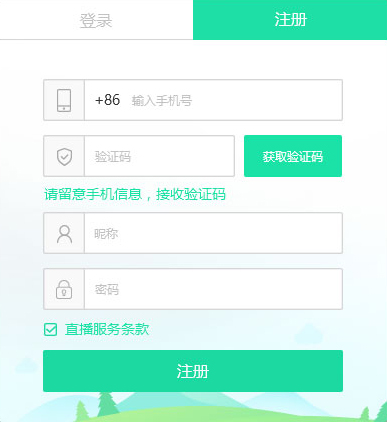 登录 注册
+86 输入手机号
验证码 获取验证码
请留意手机信息，接收验证码
昵称
密码
直播服务条款
注册